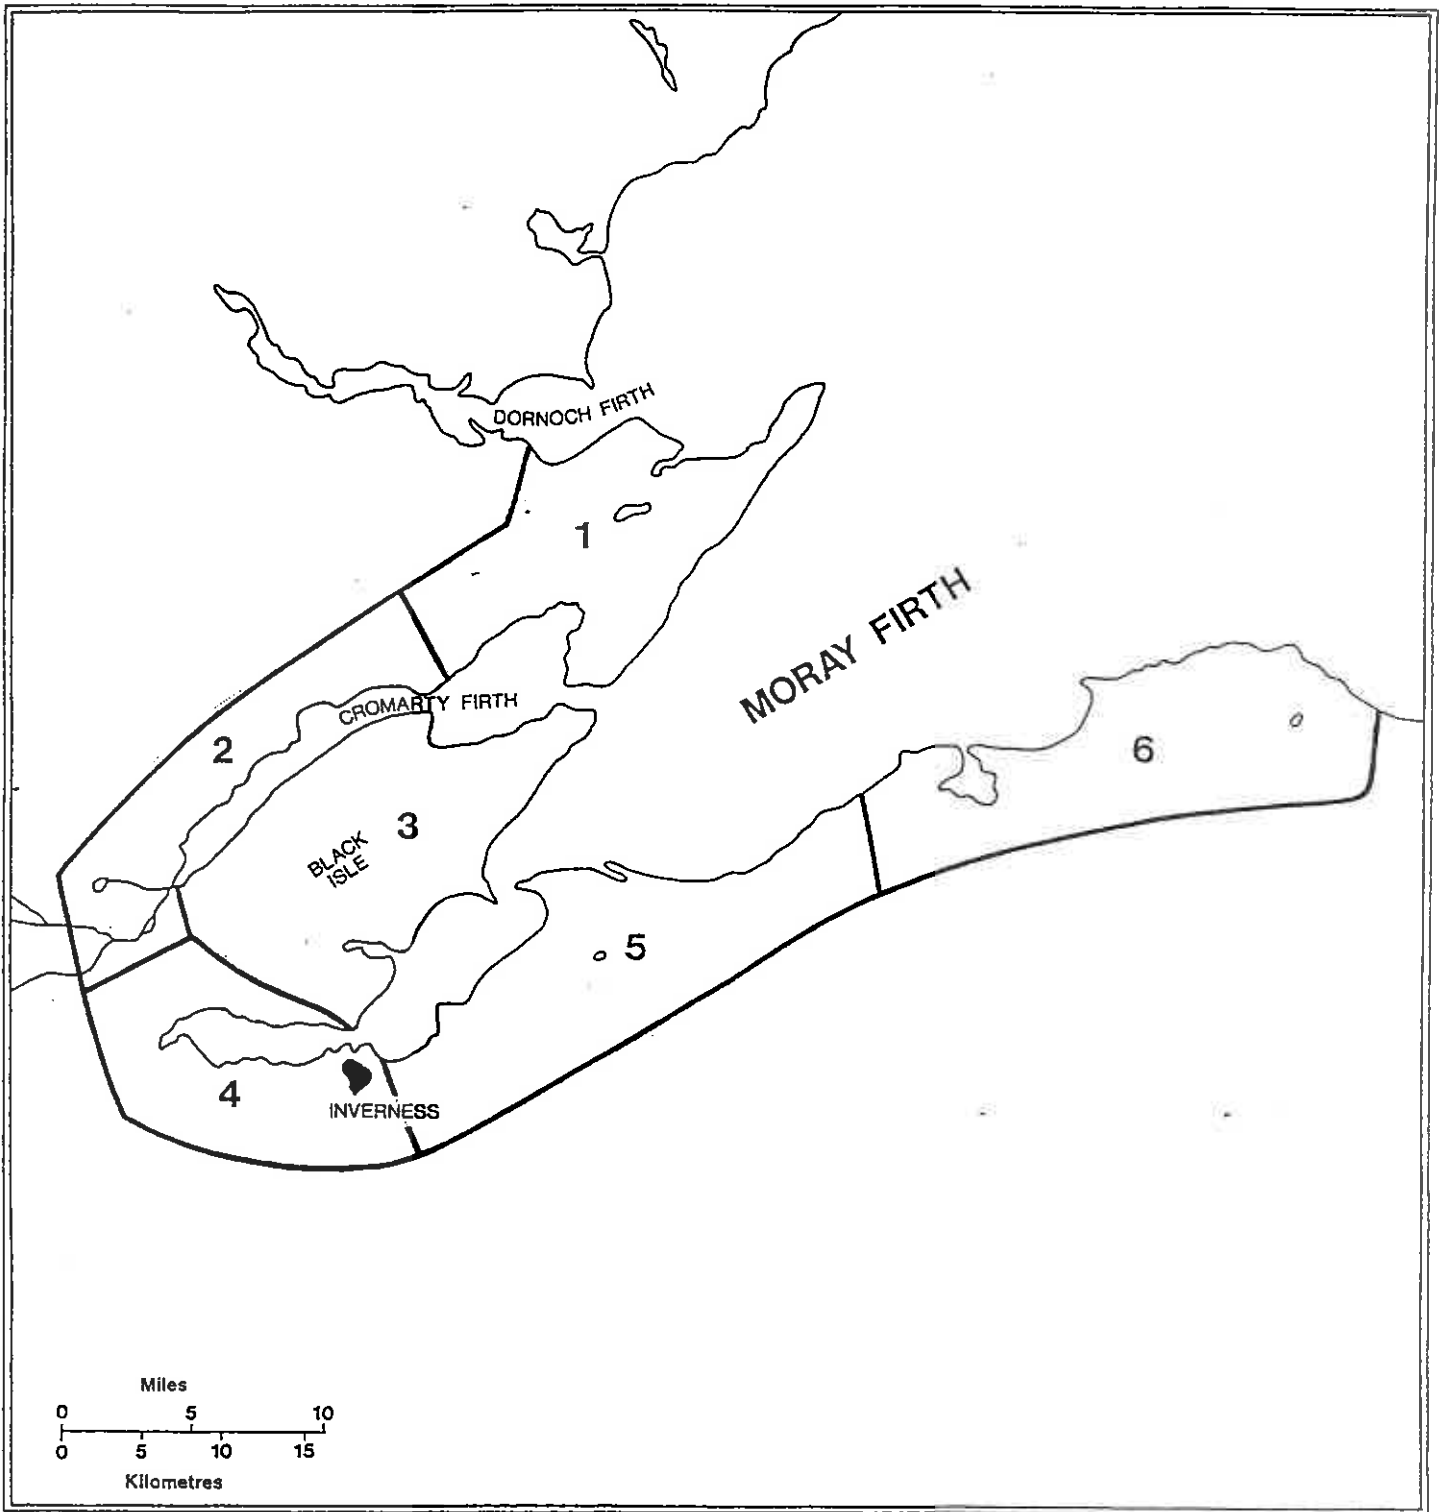 DORNOCH FIRTH
1
MORAY FIRTH
CROMARTY FIRTH
2
6
3
BLACK
ISLE
5
4
INVERNESS
Miles
0 5 10
0 5 10 15
Kilometres